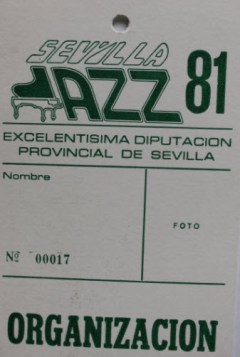 SEVILLA
JAZZ 81
EXCELENTISIMA DIPUTACION
PROVINCIAL DE SEVILLA
Nombre
FOTO
Nº 00017
ORGANIZACION